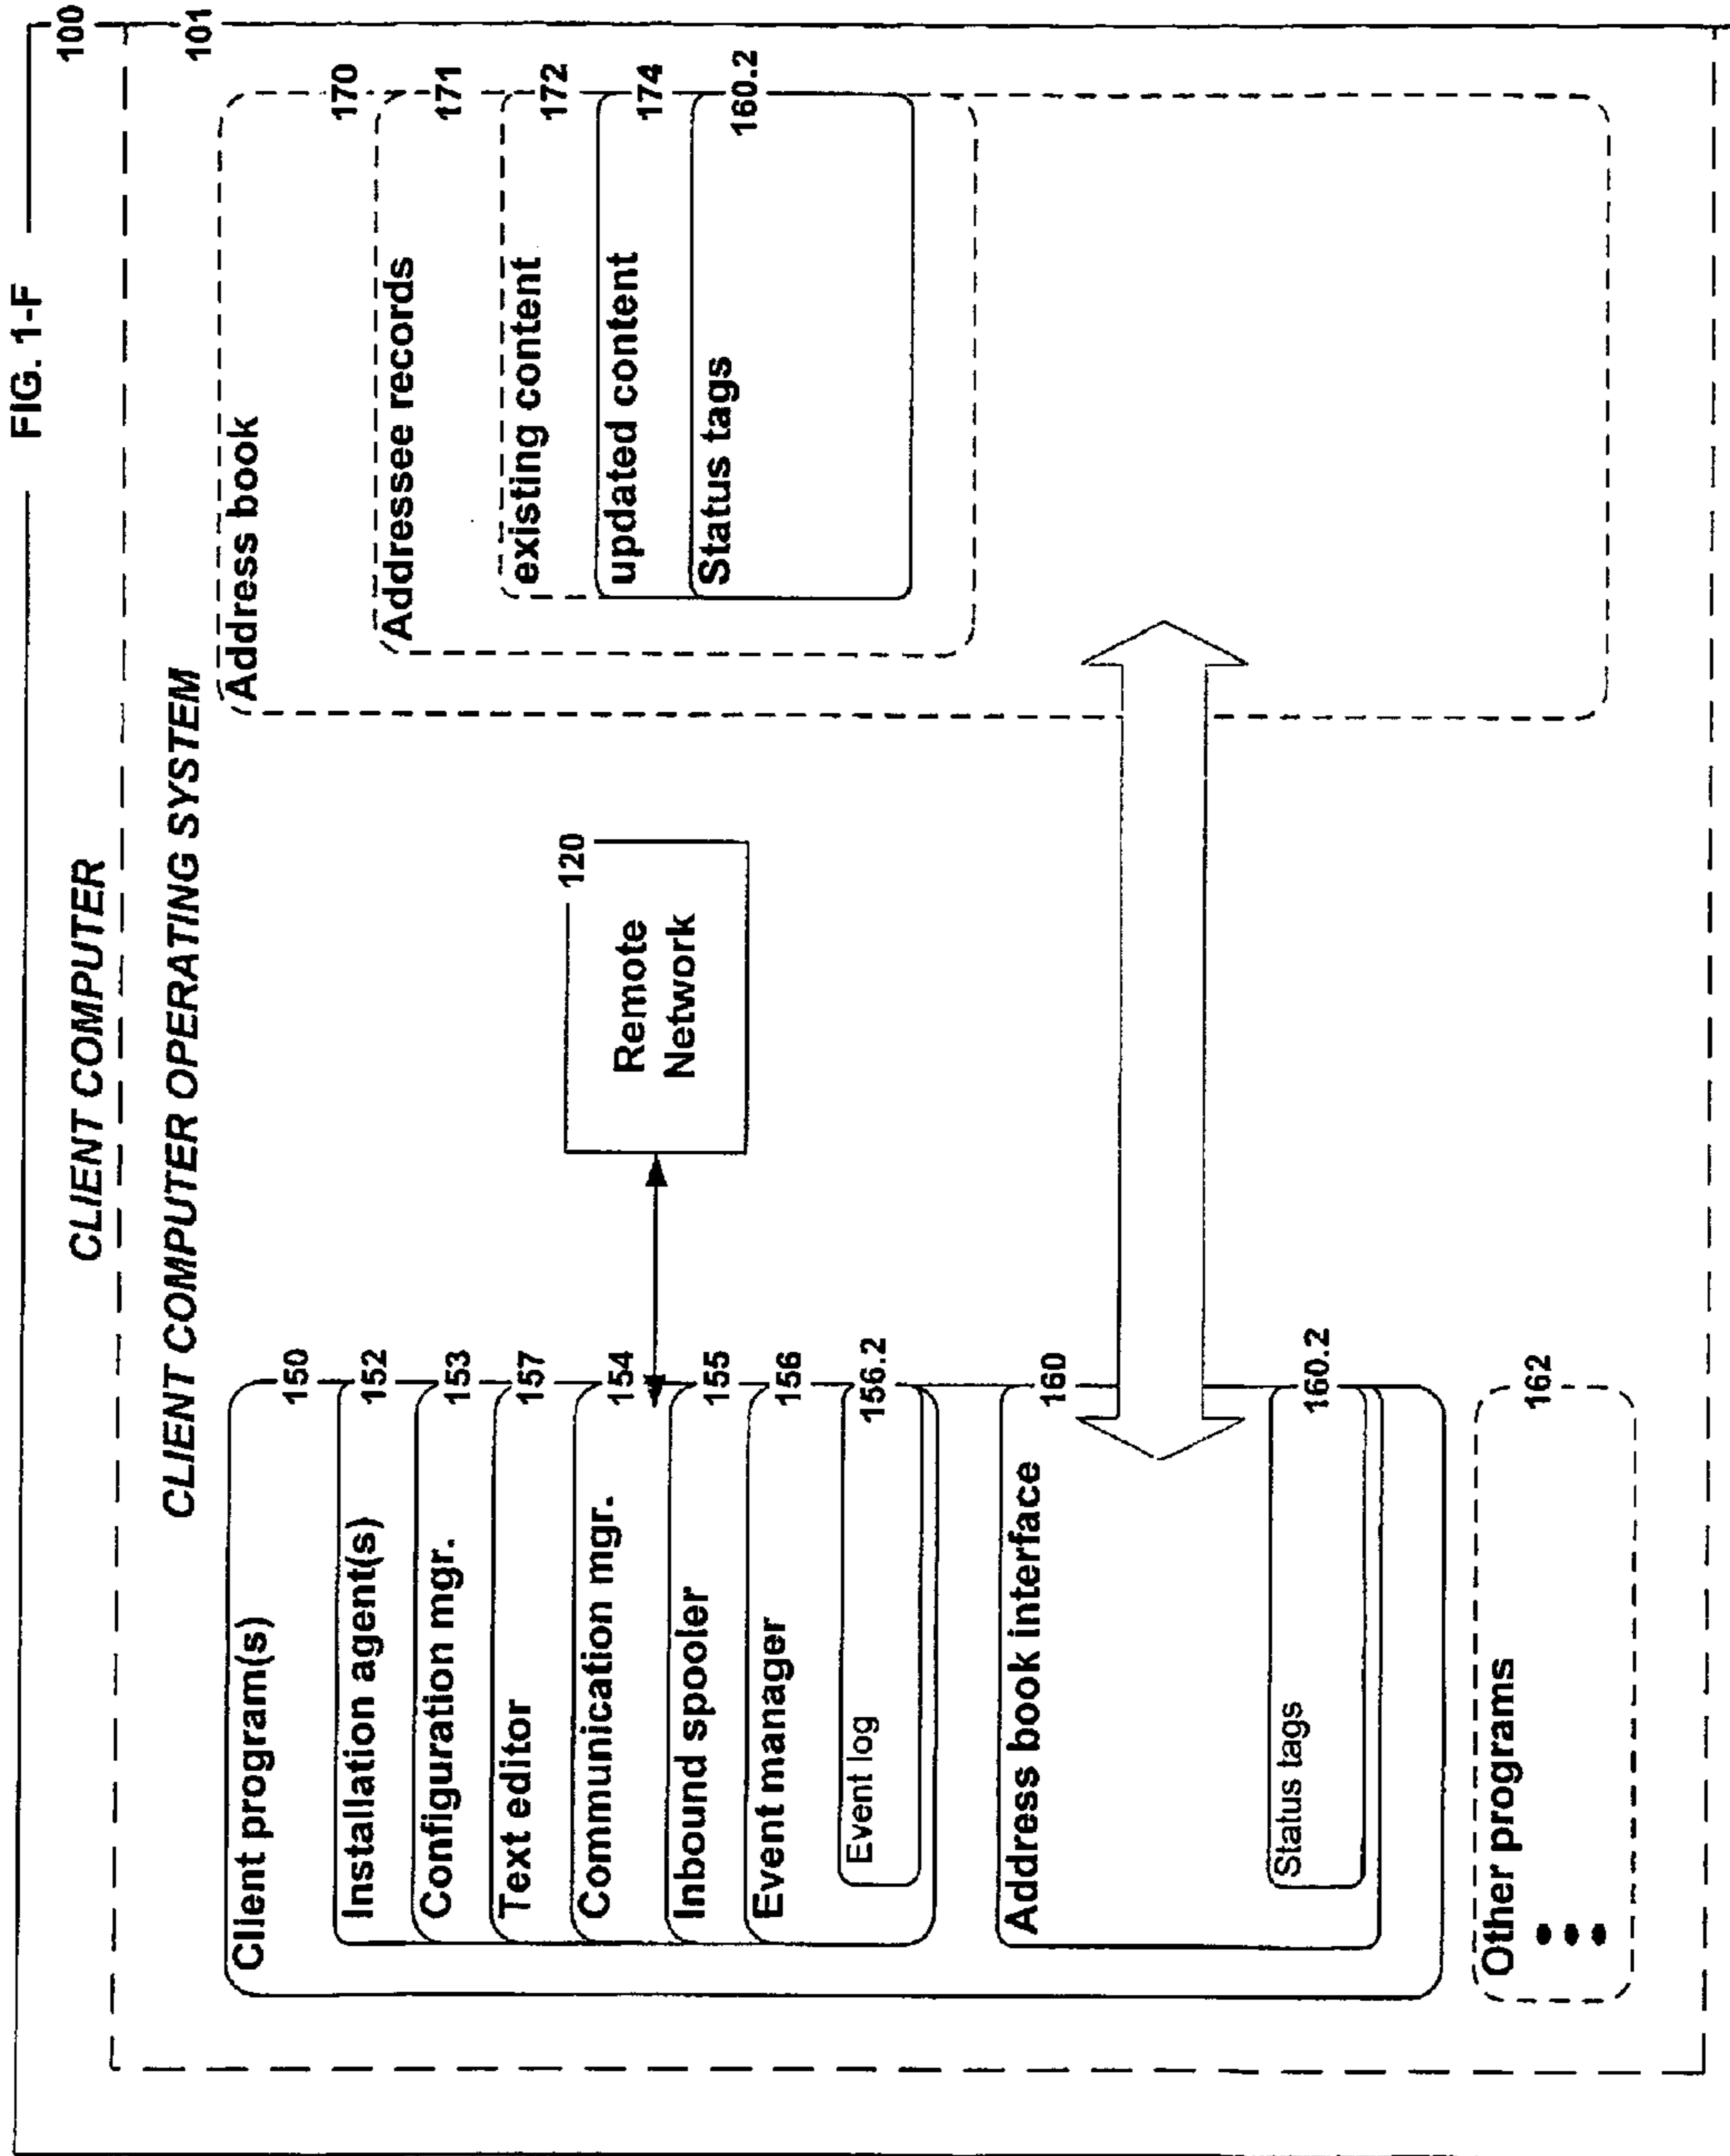 FIG. 1-F
CLIENT COMPUTER
100
CLIENT COMPUTER OPERATING SYSTEM
101
Client program(s)
150
Installation agent(s)
152
Configuration mgr.
153
Text editor
157
Communication mgr.
154
Inbound spooler
155
Event manager
156
Event log
156.2
Address book interface
160
Status tags
160.2
Other programs
162
Remote
Network
120
Address book
170
Addressee records
171
existing content
172
updated content
174
Status tags
160.2